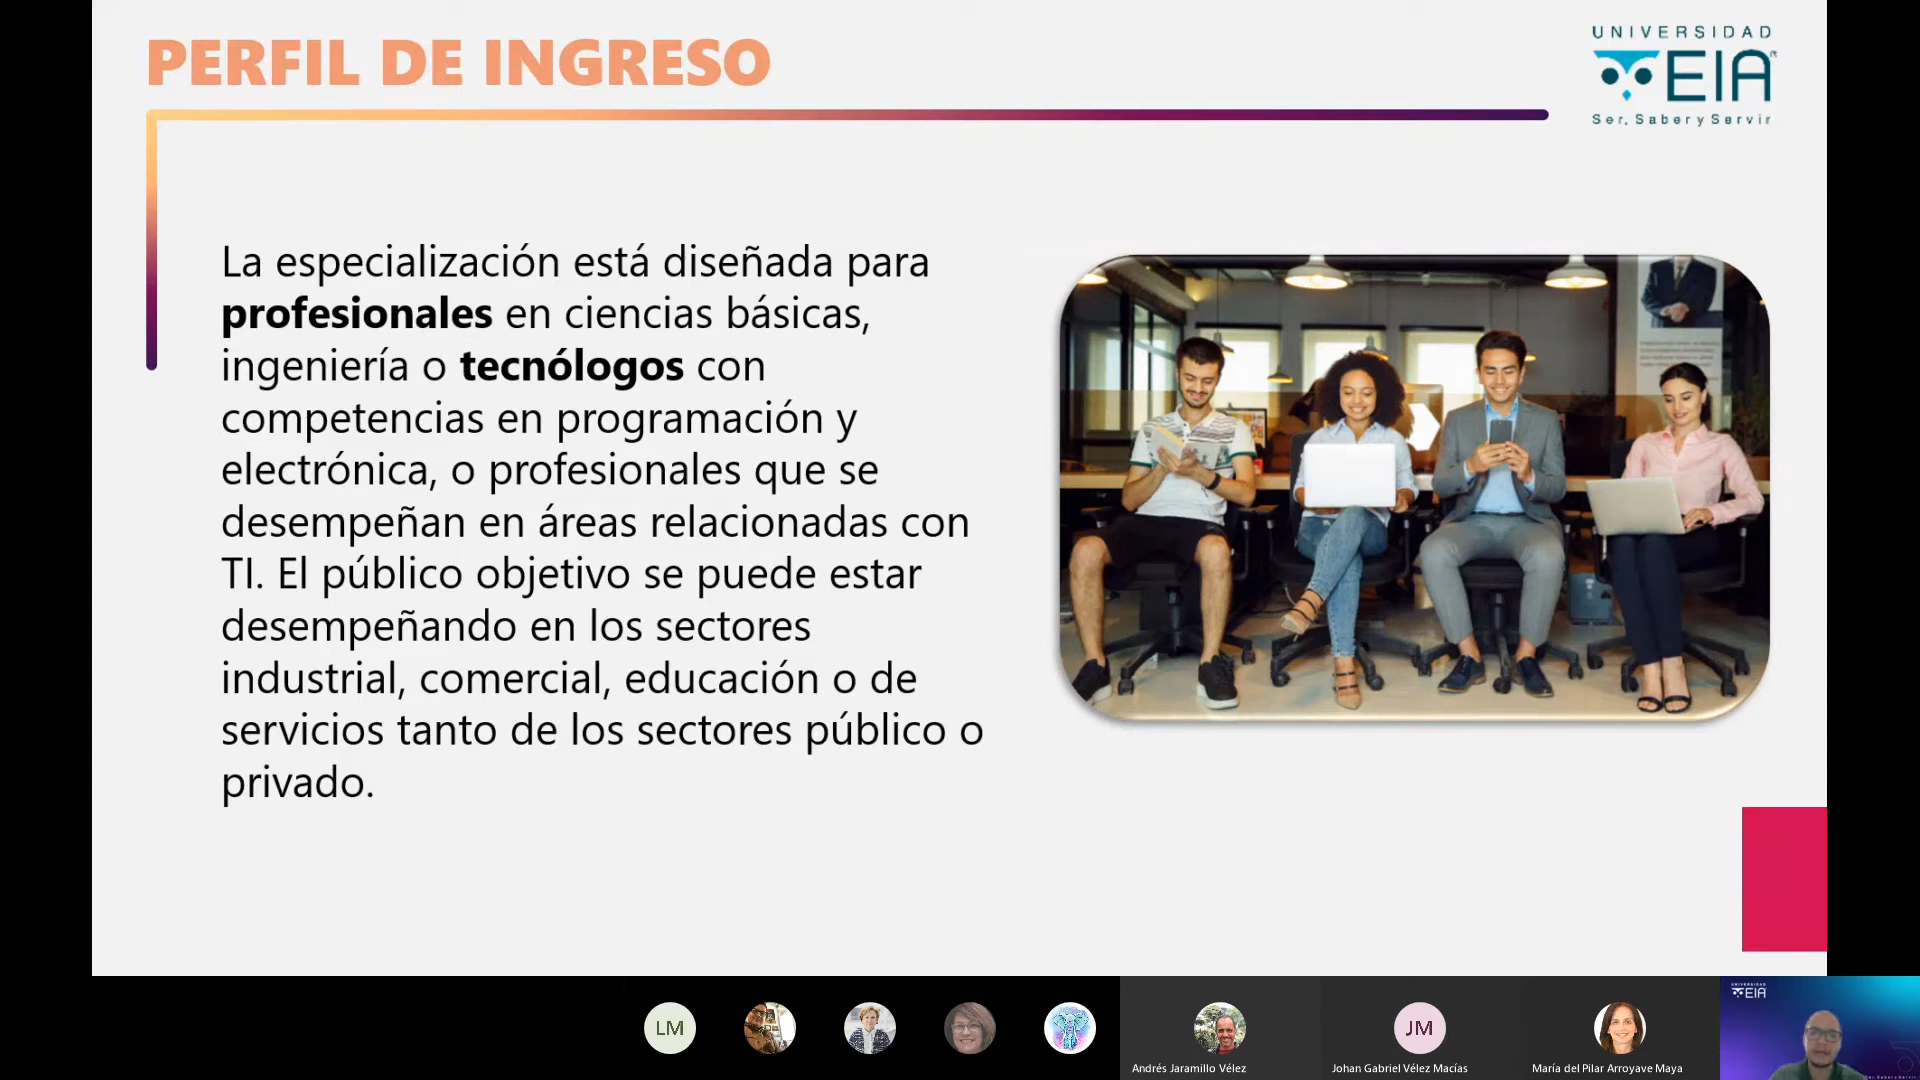 PERFIL DE INGRESO
UNIVERSIDAD
EIA
Ser, Saber y Servir
La especialización está diseñada para
profesionales en ciencias básicas,
ingeniería o tecnólogos con
competencias en programación y
electrónica, o profesionales que se
desempeñan en áreas relacionadas con
TI. El público objetivo se puede estar
desempeñando en los sectores
industrial, comercial, educación o de
servicios tanto de los sectores público o
privado.
LM
JM
Andrés Jaramillo Vélez
Johan Gabriel Vélez Macías
María del Pilar Arroyave Maya
UNIVERSIDAD
EIA